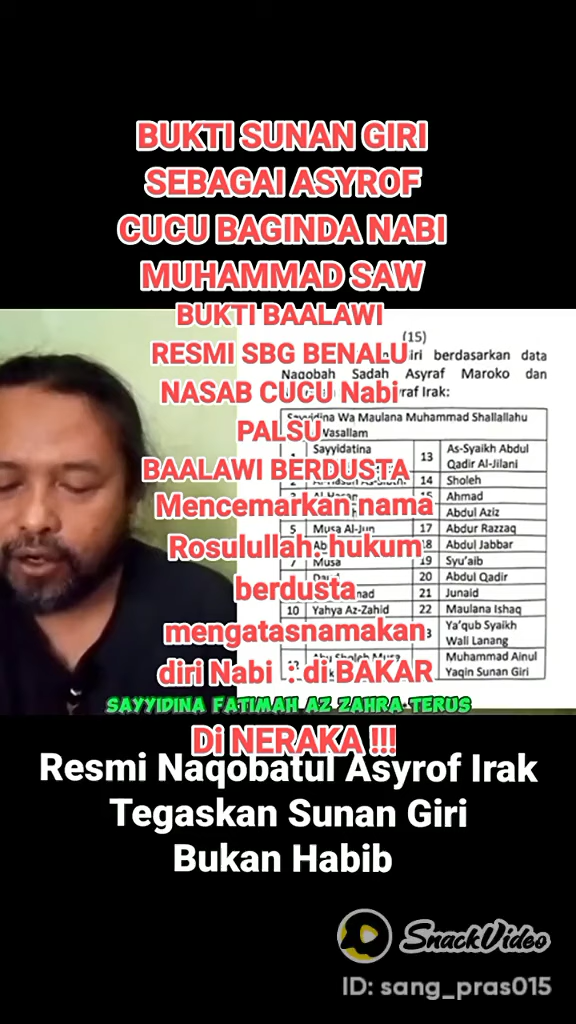 BUKTI SUNAN GIRI
SEBAGAI ASYROF
CUCU BAGINDA NABI
MUHAMMAD SAW
BUKTI BAALAWI
RESMI SBG BENALU
NASAB CUCU Nabi
PALSU
BAALAWI BERDUSTA
Mencemarkan nama
Rosulullah. hukum
berdusta
mengatasnamakan
diri Nabi : di BAKAR
Di NERAKA !!!
(15)
iri berdasarkan data
Naqobah Sadah Asyraf Maroko dan
raf Irak:
Sayyidina Wa Maulana Muhammad Shallallahu
Wasallam
Sayyidatina
13 As-Syaikh Abdul
Qadir Al-Jilani
14 Sholeh
15 Ahmad
Abdul Aziz
5 Musa Al-Jun 17 Abdur Razzaq
18 Abdul Jabbar
7 Musa 19 Syu'aib
20 Abdul Qadir
21 Junaid
10 Yahya Az-Zahid 22 Maulana Ishaq
Ya'qub Syaikh
Wali Lanang
Muhammad Ainul
Yaqin Sunan Giri
SAYYIDINA FATIMAH AZ ZAHRA TERUS
Resmi Naqobatul Asyrof Irak
Tegaskan Sunan Giri
Bukan Habib
SnackVideo
ID: sang_pras015